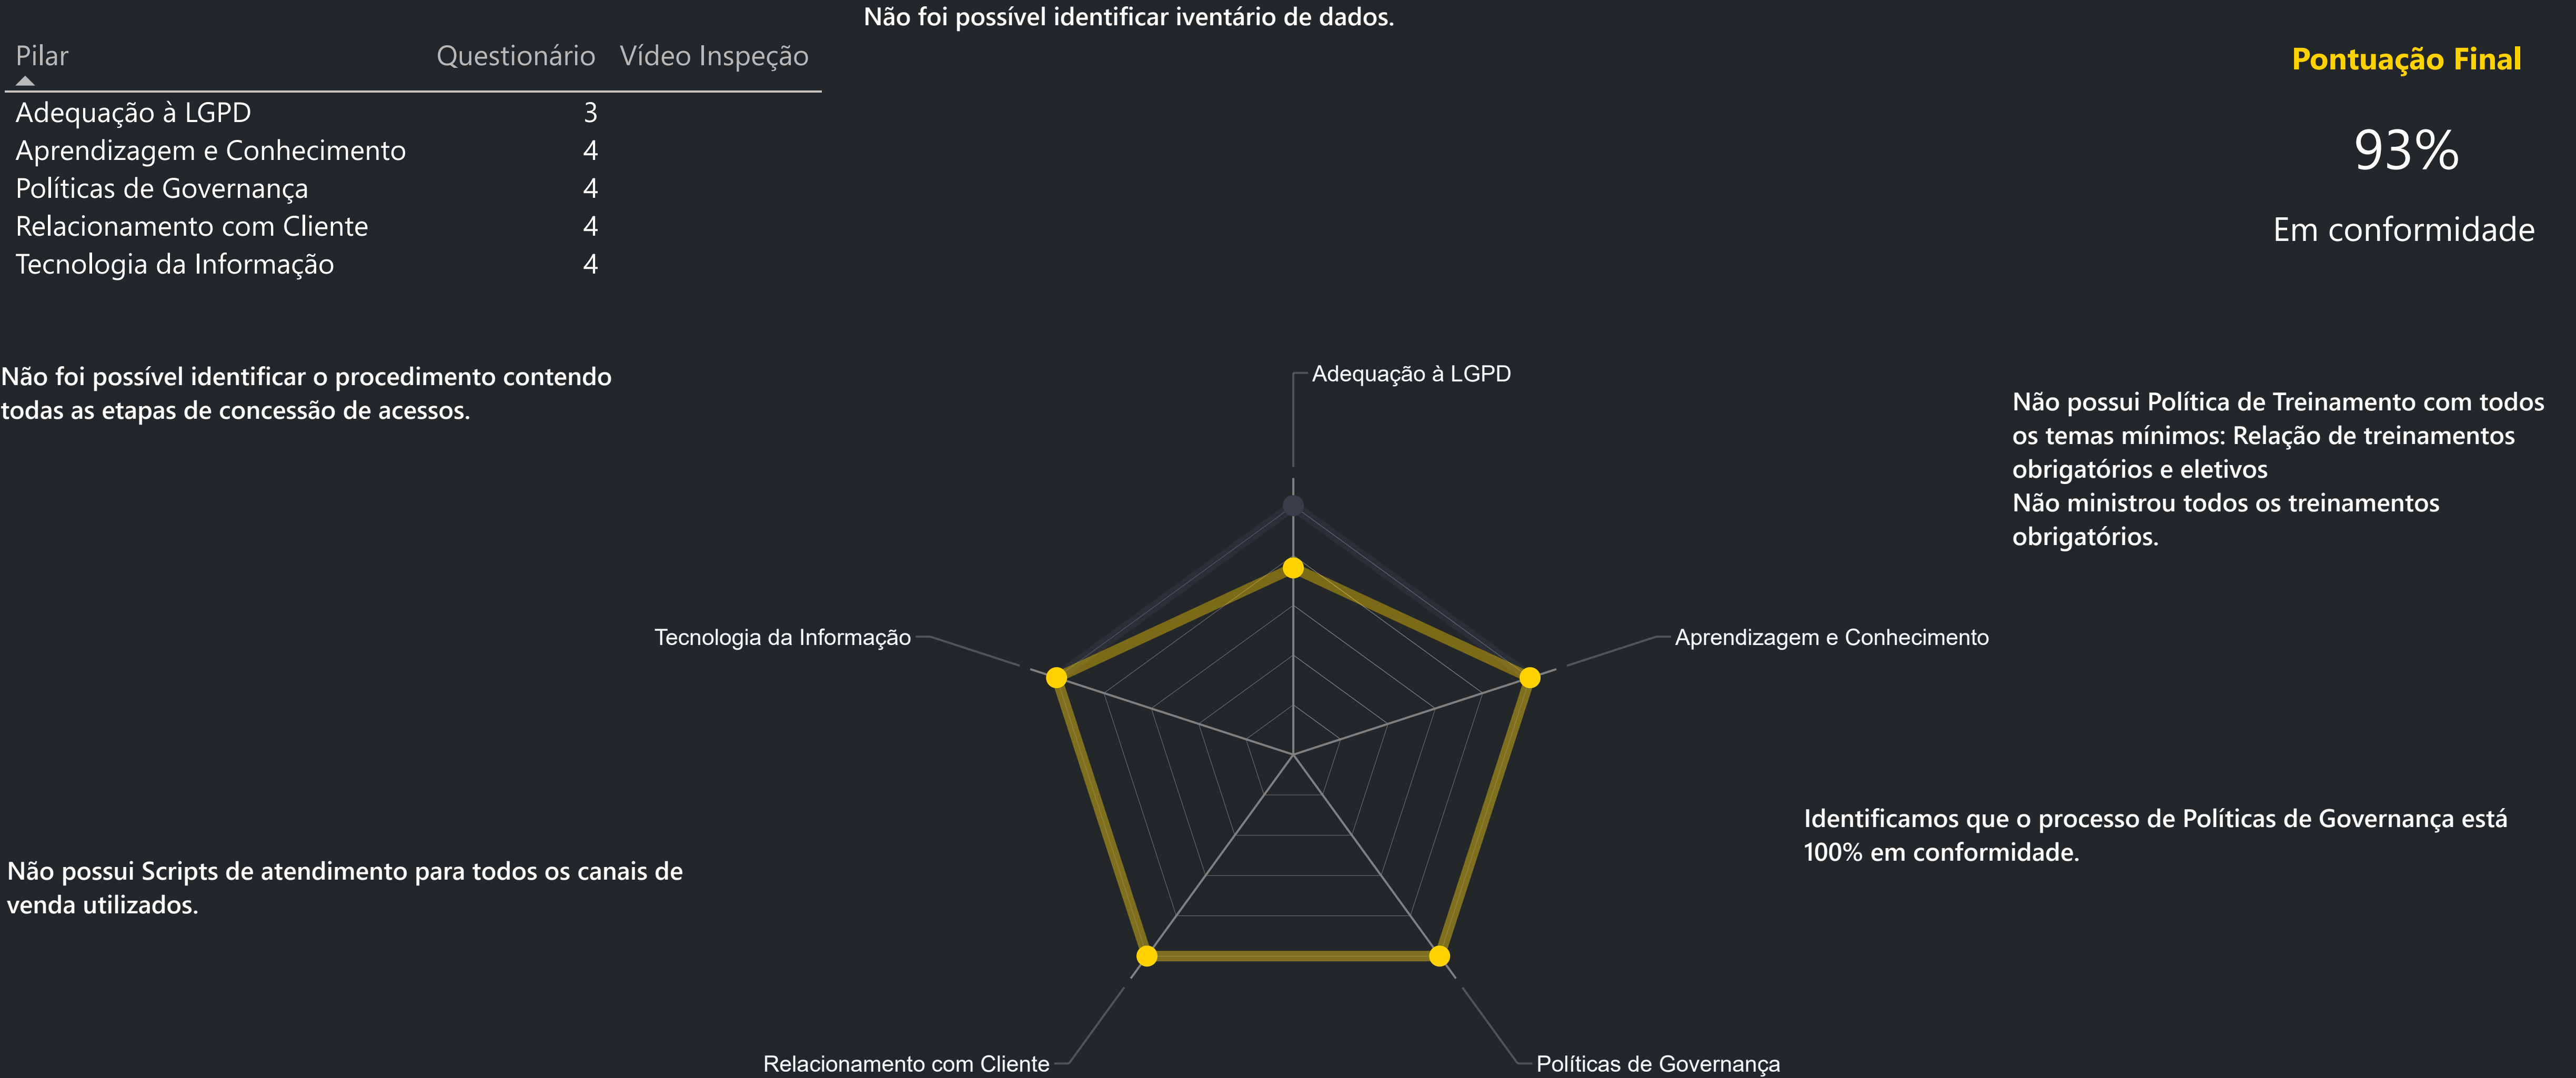 Não foi possível identificar iventário de dados.
Pilar Questionário Vídeo Inspeção
Adequação à LGPD 3
Aprendizagem e Conhecimento 4
Políticas de Governança 4
Relacionamento com Cliente 4
Tecnologia da Informação 4
Pontuação Final
93%
Em conformidade
Não foi possível identificar o procedimento contendo
todas as etapas de concessão de acessos.
Adequação à LGPD
Não possui Política de Treinamento com todos
os temas mínimos: Relação de treinamentos
obrigatórios e eletivos
Não ministrou todos os treinamentos
obrigatórios.
Tecnologia da Informação
Aprendizagem e Conhecimento
Identificamos que o processo de Políticas de Governança está
100% em conformidade.
Não possui Scripts de atendimento para todos os canais de
venda utilizados.
Relacionamento com Cliente
Políticas de Governança